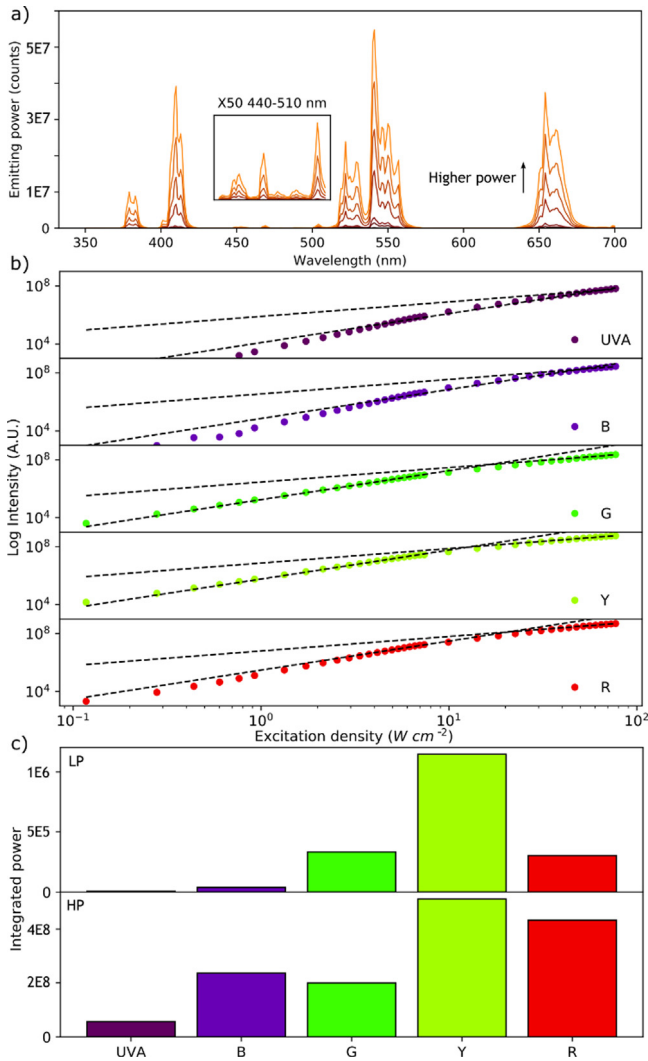 a)
Emitting power (counts)
5E7
3E7
1E7
0
X50 440-510 nm
Higher power
350 400 450 500 550 600 650 700
Wavelength (nm)
b)
Log Intensity (A.U.)
10⁸
10⁴
UVA
10⁸
10⁴
B
10⁸
10⁴
G
10⁸
10⁴
Y
10⁸
10⁴
R
10⁻¹ 10⁰ 10¹ 10²
Excitation density (W cm⁻²)
c)
Integrated power
LP
1E6
5E5
0
HP
4E8
2E8
0
UVA B G Y R